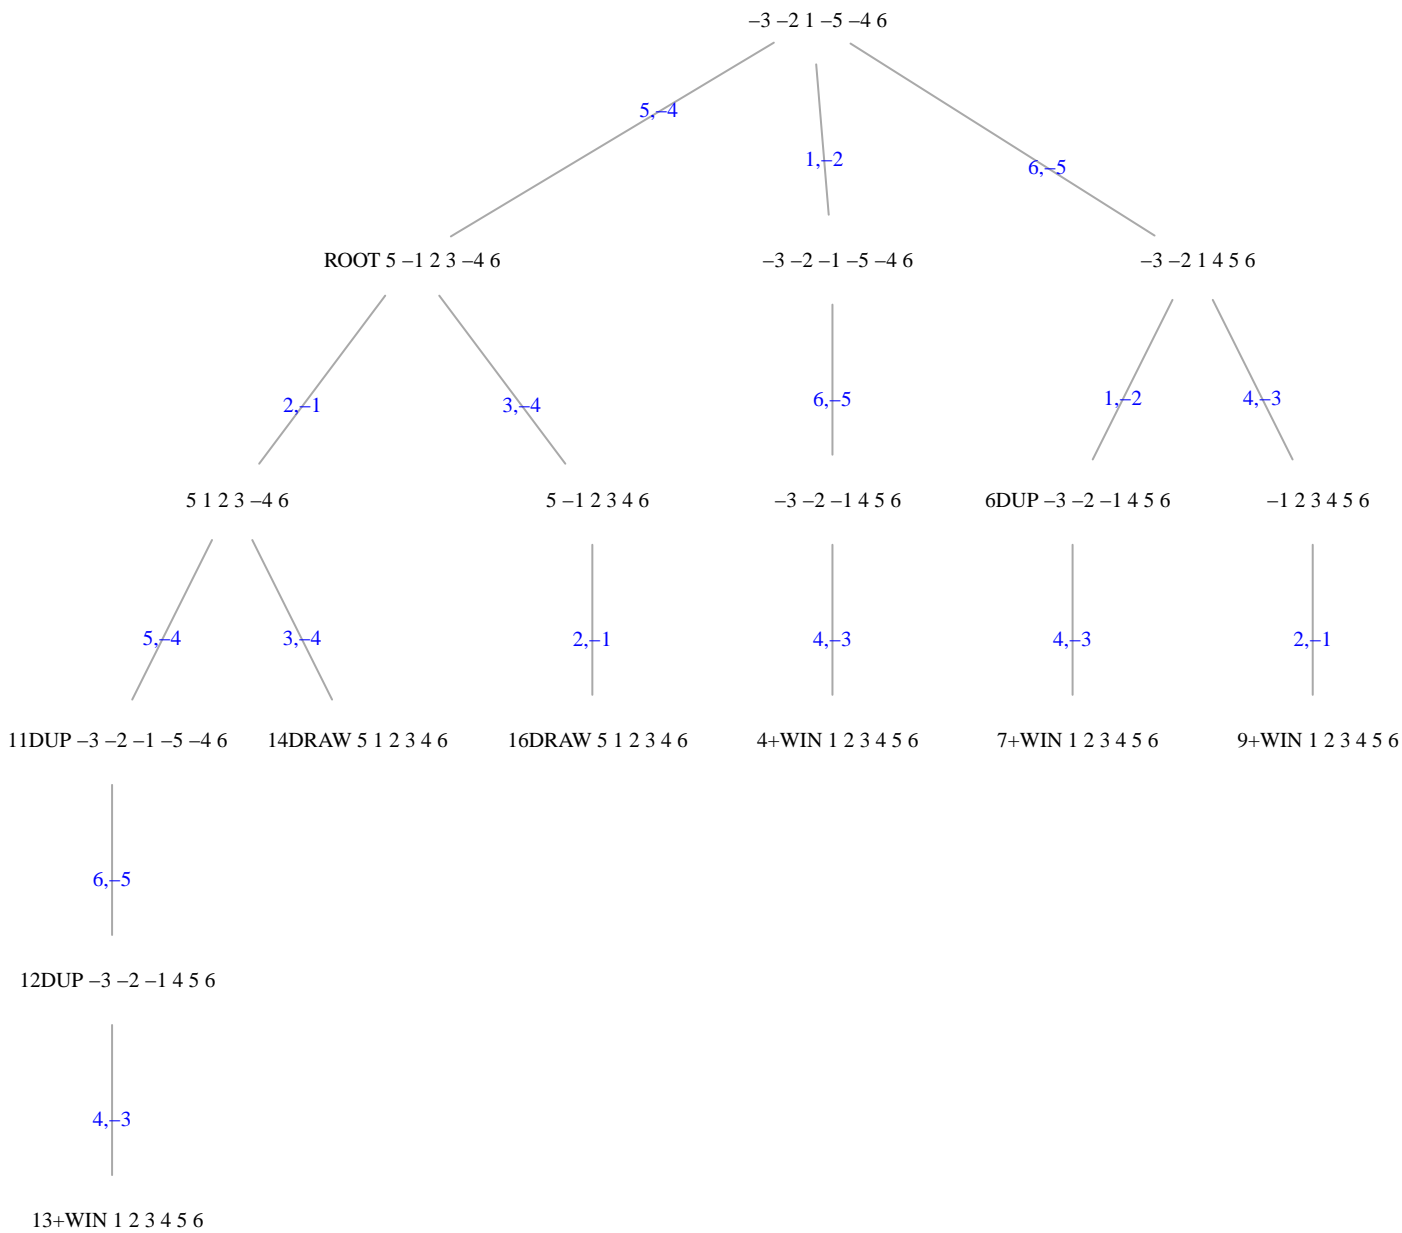 –3 –2 1 –5 –4 6
5,–4
1,–2
6,–5
ROOT 5 –1 2 3 –4 6
–3 –2 –1 –5 –4 6
–3 –2 1 4 5 6
2,–1
3,–4
6,–5
1,–2
4,–3
5 1 2 3 –4 6
5 –1 2 3 4 6
–3 –2 –1 4 5 6
6DUP –3 –2 –1 4 5 6
–1 2 3 4 5 6
5,–4
3,–4
2,–1
4,–3
4,–3
2,–1
11DUP –3 –2 –1 –5 –4 6
14DRAW 5 1 2 3 4 6
16DRAW 5 1 2 3 4 6
4+WIN 1 2 3 4 5 6
7+WIN 1 2 3 4 5 6
9+WIN 1 2 3 4 5 6
6,–5
12DUP –3 –2 –1 4 5 6
4,–3
13+WIN 1 2 3 4 5 6